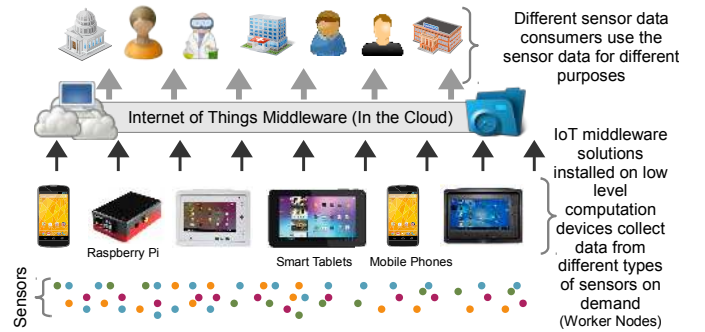 Different sensor data
consumers use the
sensor data for different
purposes
Internet of Things Middleware (In the Cloud)
IoT middleware
solutions
installed on low
level
computation
devices collect
data from
different types
of sensors on
demand
(Worker Nodes)
Raspberry Pi
Smart Tablets
Mobile Phones
Sensors